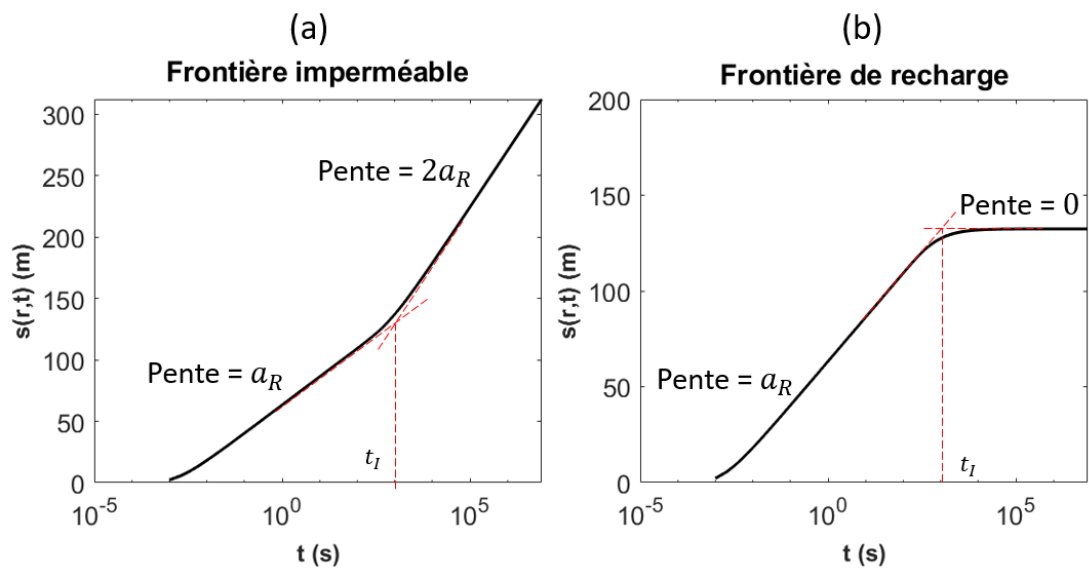 (a)
Frontière imperméable
300
250
200
150
100
50
0
s(r,t) (m)
Pente = 2a_R
Pente = a_R
t_I
10^-5
10^0
10^5
t (s)
(b)
Frontière de recharge
200
150
100
50
0
s(r,t) (m)
Pente = 0
Pente = a_R
t_I
10^-5
10^0
10^5
t (s)